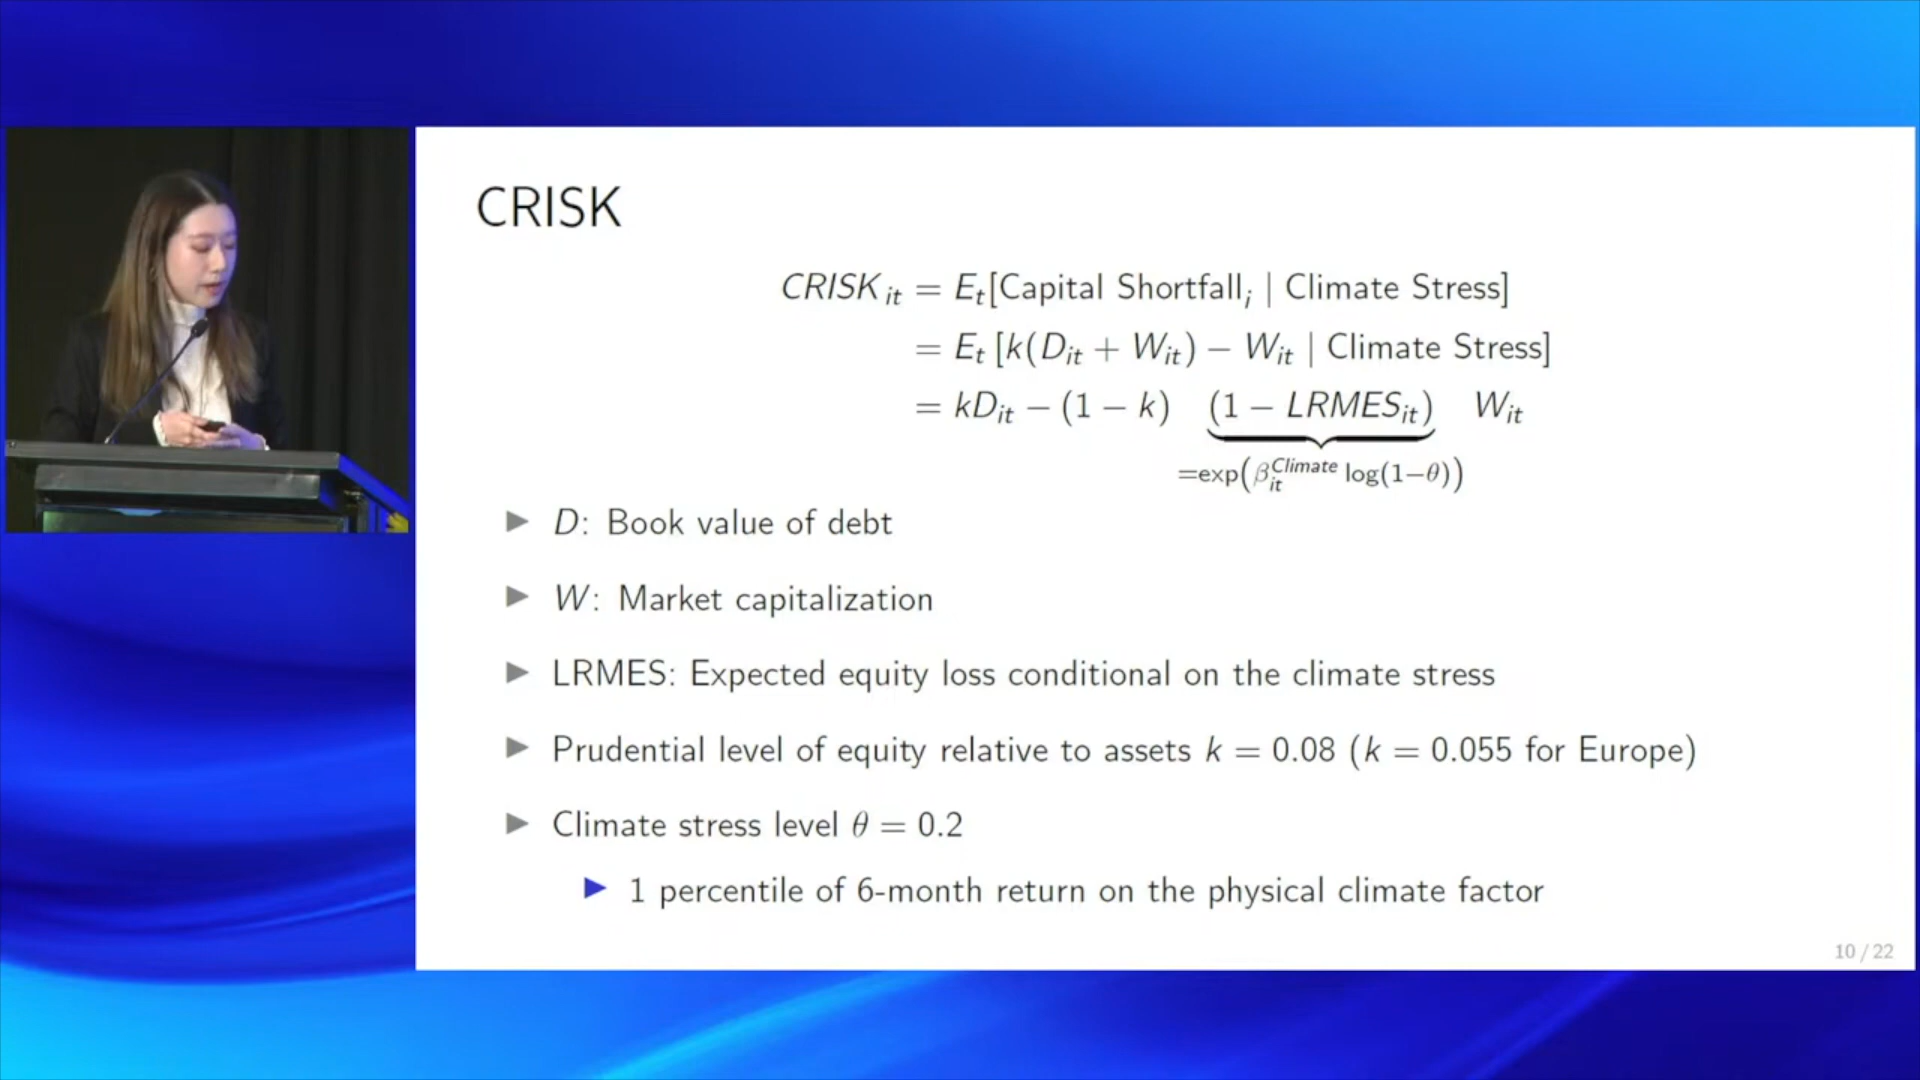 CRISK
CRISK_it = E_t[Capital Shortfall_i | Climate Stress]
= E_t [k(D_it + W_it) − W_it | Climate Stress]
= kD_it − (1 − k) (1 − LRMES_it) W_it
=exp(β_it^Climate log(1−θ))
▶ D: Book value of debt
▶ W: Market capitalization
▶ LRMES: Expected equity loss conditional on the climate stress
▶ Prudential level of equity relative to assets k = 0.08 (k = 0.055 for Europe)
▶ Climate stress level θ = 0.2
▶ 1 percentile of 6-month return on the physical climate factor
10 / 22